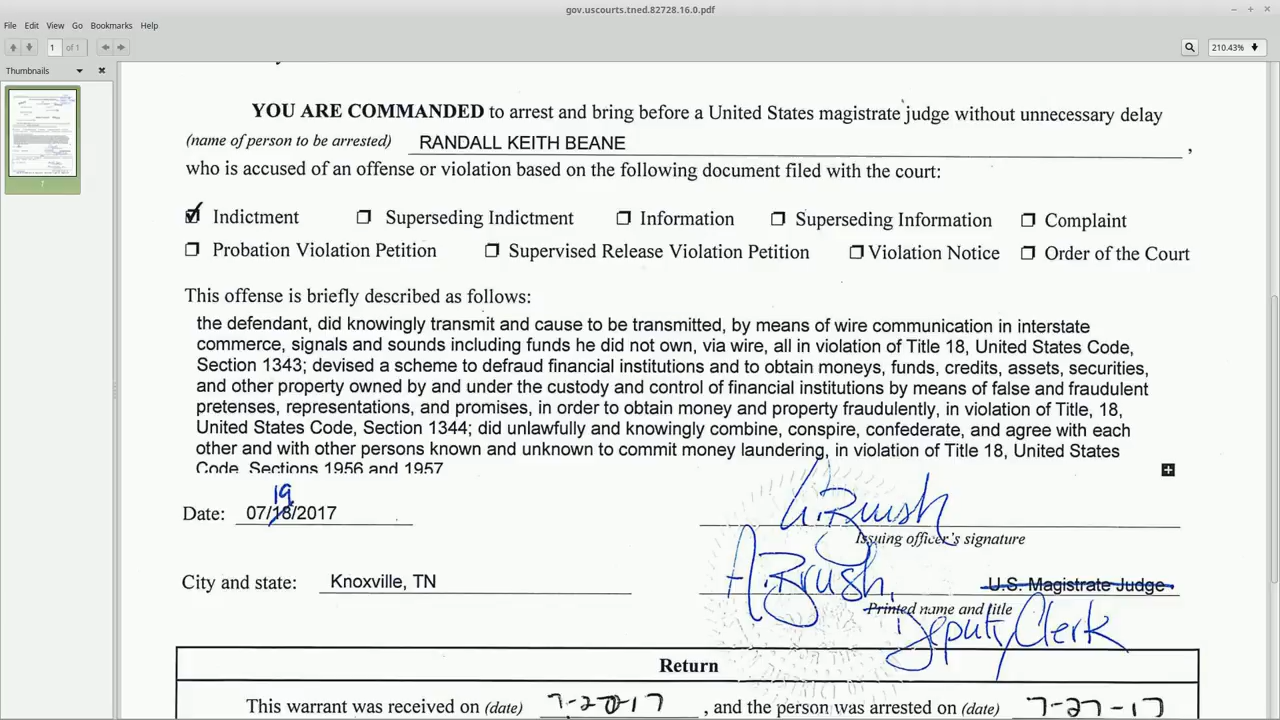 gov.uscourts.tned.82728.16.0.pdf
File Edit View Go Bookmarks Help
1 of 1 210.43%
Thumbnails
YOU ARE COMMANDED to arrest and bring before a United States magistrate judge without unnecessary delay
(name of person to be arrested) RANDALL KEITH BEANE ,
who is accused of an offense or violation based on the following document filed with the court:
Indictment Superseding Indictment Information Superseding Information Complaint
Probation Violation Petition Supervised Release Violation Petition Violation Notice Order of the Court
This offense is briefly described as follows:
the defendant, did knowingly transmit and cause to be transmitted, by means of wire communication in interstate
commerce, signals and sounds including funds he did not own, via wire, all in violation of Title 18, United States Code,
Section 1343; devised a scheme to defraud financial institutions and to obtain moneys, funds, credits, assets, securities,
and other property owned by and under the custody and control of financial institutions by means of false and fraudulent
pretenses, representations, and promises, in order to obtain money and property fraudulently, in violation of Title, 18,
United States Code, Section 1344; did unlawfully and knowingly combine, conspire, confederate, and agree with each
other and with other persons known and unknown to commit money laundering, in violation of Title 18, United States
Code, Sections 1956 and 1957
19
Date: 07/18/2017 A. Brush
Issuing officer's signature
City and state: Knoxville, TN A. Brush, U.S. Magistrate Judge
Printed name and title
Deputy Clerk
Return
This warrant was received on (date) 7-27-17 , and the person was arrested on (date) 7-27-17